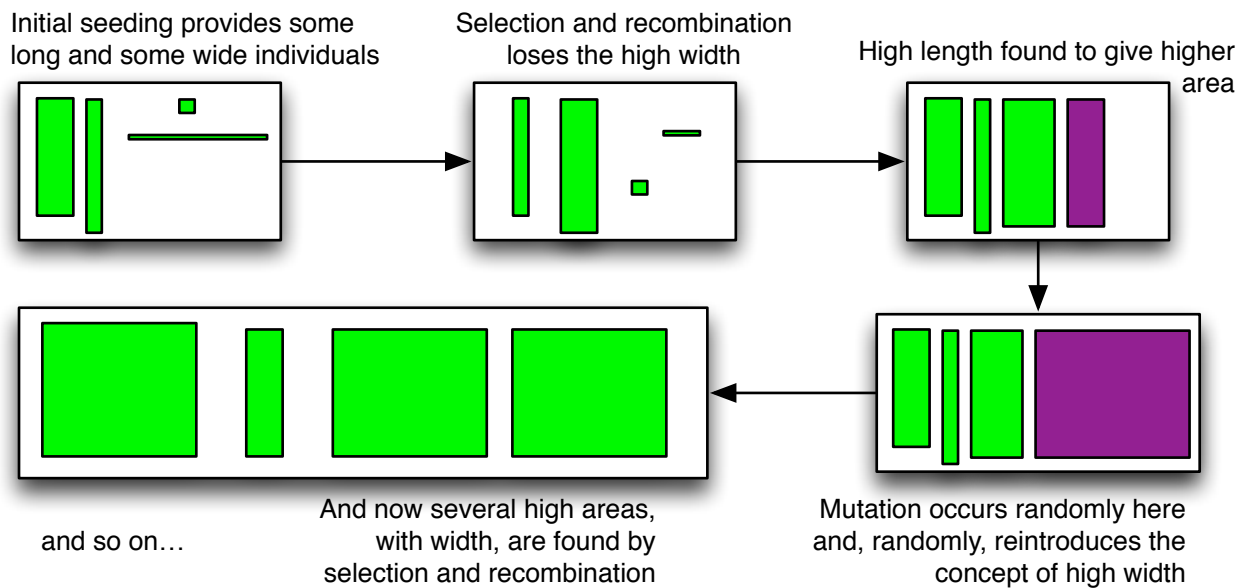 Initial seeding provides some
long and some wide individuals
Selection and recombination
loses the high width
High length found to give higher
area
Mutation occurs randomly here
and, randomly, reintroduces the
concept of high width
And now several high areas,
with width, are found by
selection and recombination
and so on…